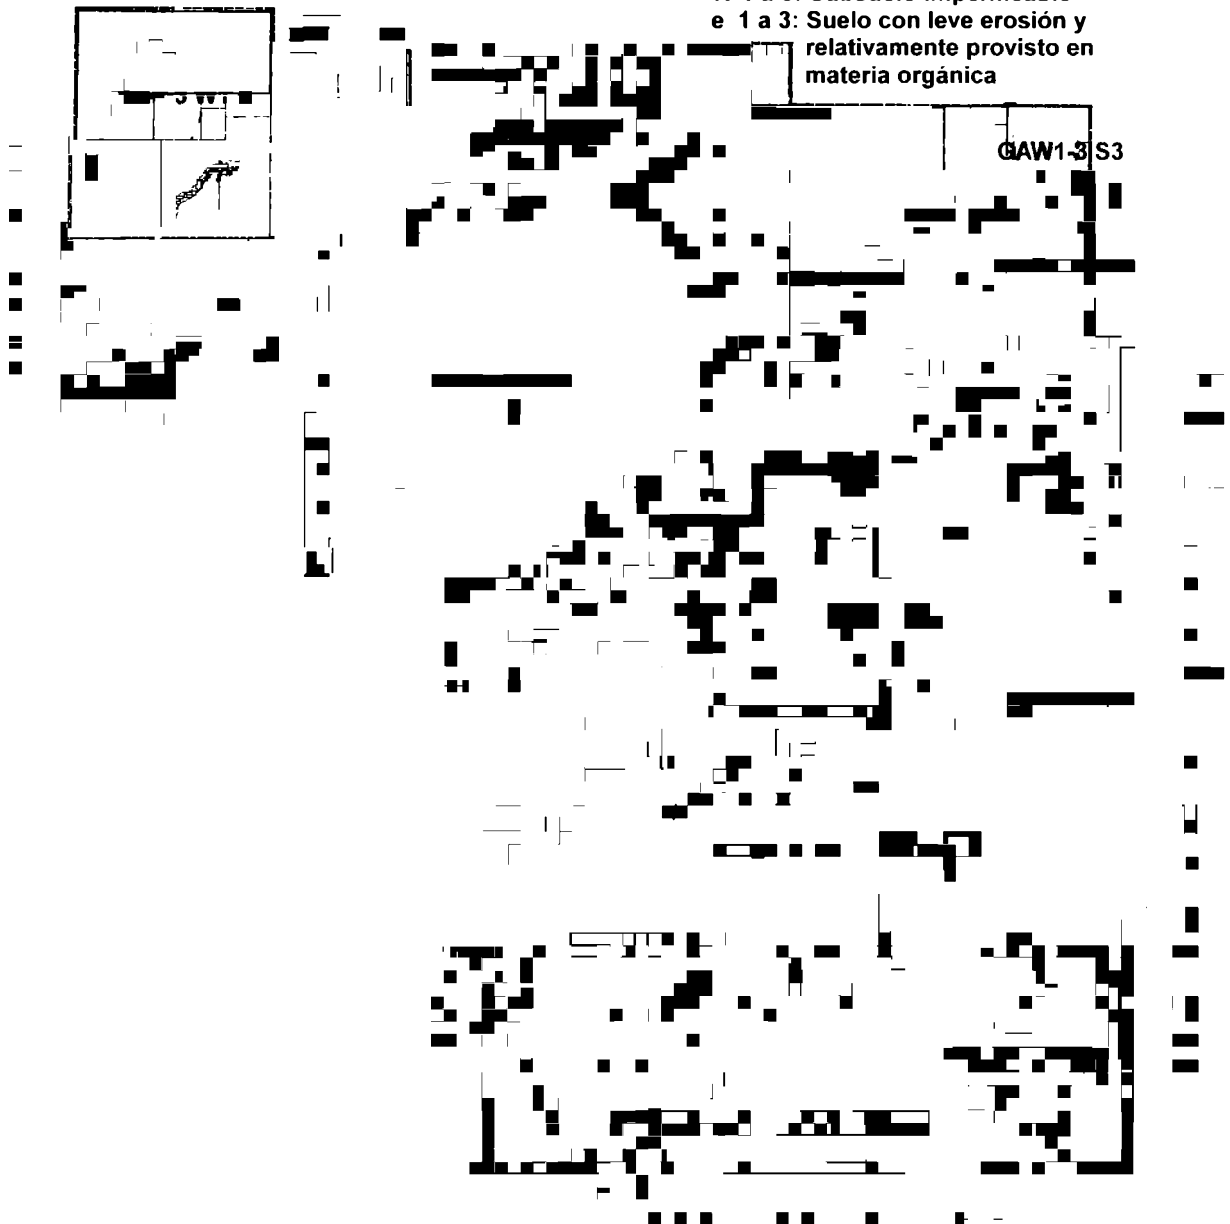 e 1 a 3: Suelo con leve erosión y
relativamente provisto en
materia orgánica
GAW1-3 S3